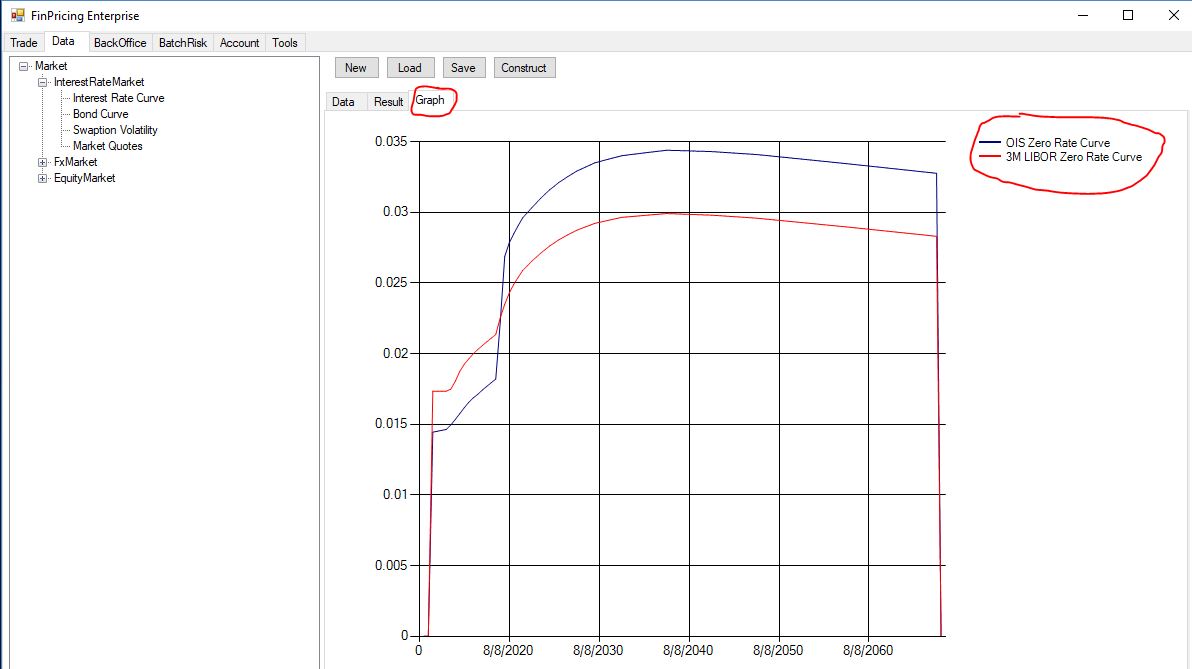 FinPricing Enterprise
Trade Data BackOffice BatchRisk Account Tools
Market
InterestRateMarket
Interest Rate Curve
Bond Curve
Swaption Volatility
Market Quotes
FxMarket
EquityMarket
New Load Save Construct
Data Result Graph
OIS Zero Rate Curve
3M LIBOR Zero Rate Curve
0.035
0.03
0.025
0.02
0.015
0.01
0.005
0
0 8/8/2020 8/8/2030 8/8/2040 8/8/2050 8/8/2060